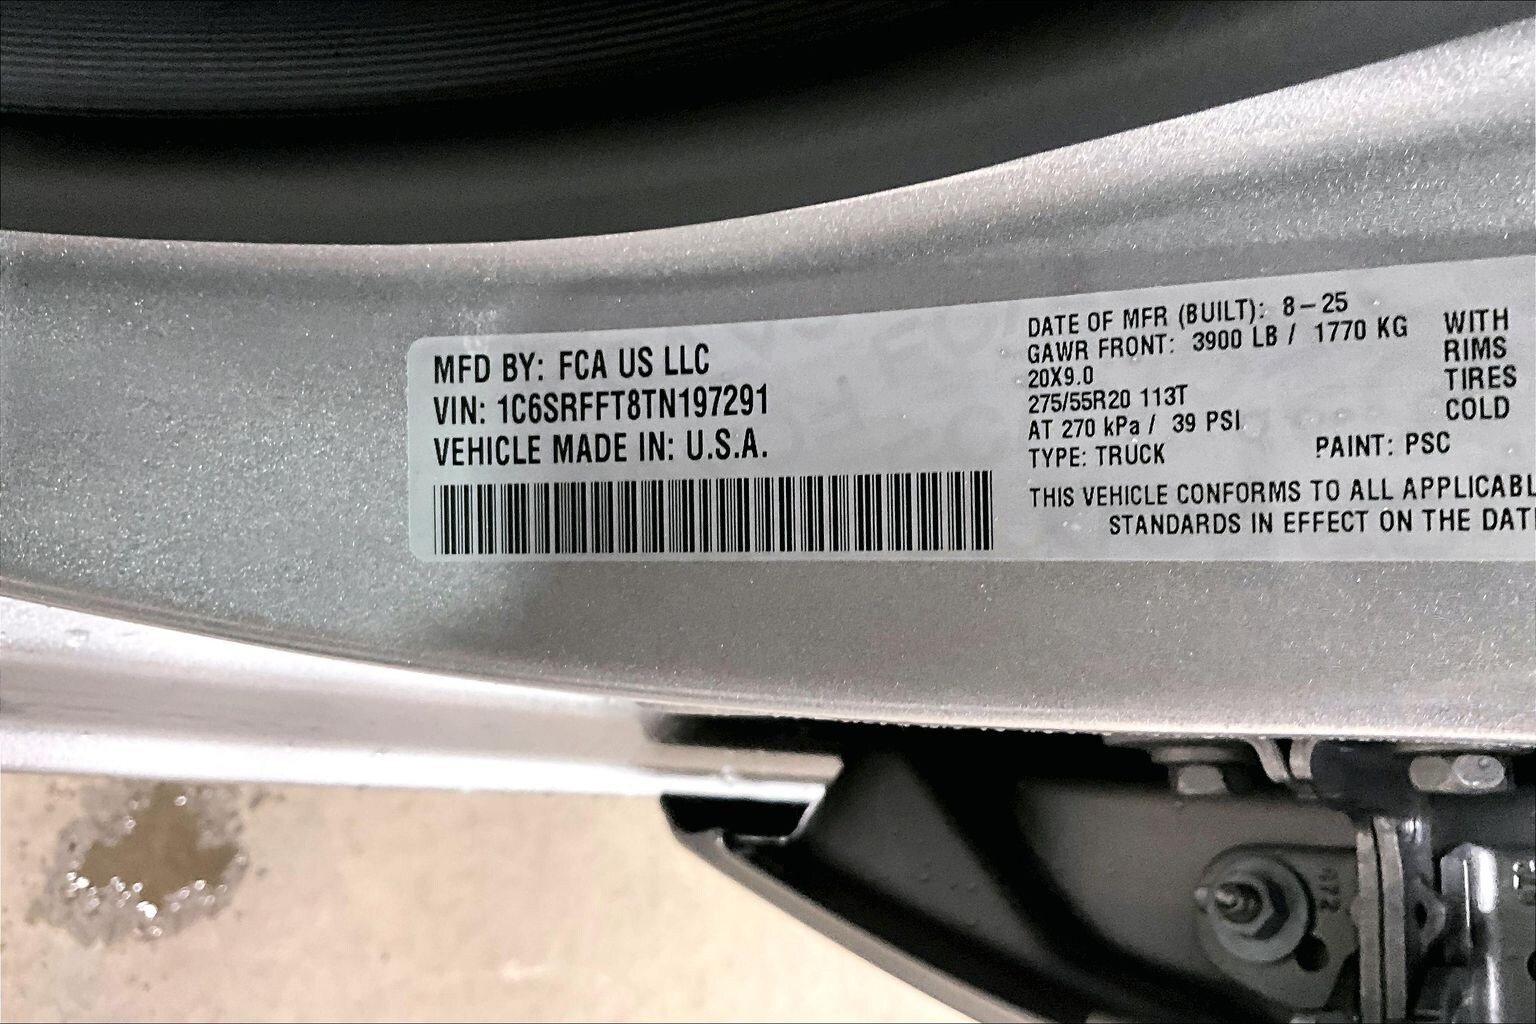 MFD BY: FCA US LLC
VIN: 1C6SRFFT8TN197291
VEHICLE MADE IN: U.S.A.
DATE OF MFR (BUILT): 8-25
GAWR FRONT: 3900 LB / 1770 KG WITH
20X9.0 RIMS
275/55R20 113T TIRES
AT 270 kPa / 39 PSI COLD
TYPE: TRUCK PAINT: PSC
THIS VEHICLE CONFORMS TO ALL APPLICABL
STANDARDS IN EFFECT ON THE DAT
A72